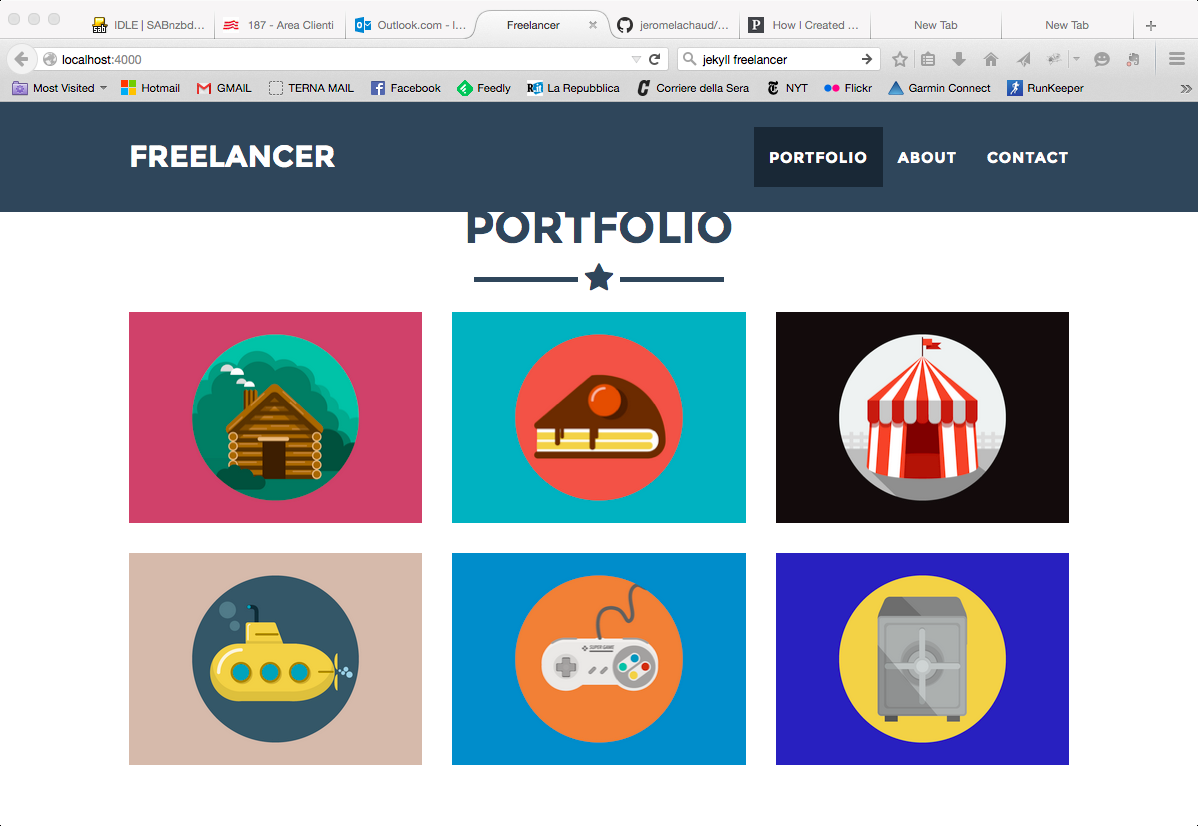 IDLE | SABnzbd... 187 - Area Clienti Outlook.com - l... Freelancer jeromelachaud/... How I Created ... New Tab New Tab
localhost:4000 jekyll freelancer
Most Visited Hotmail GMAIL TERNA MAIL Facebook Feedly La Repubblica Corriere della Sera NYT Flickr Garmin Connect RunKeeper
FREELANCER PORTFOLIO ABOUT CONTACT
PORTFOLIO
SUPER GAME